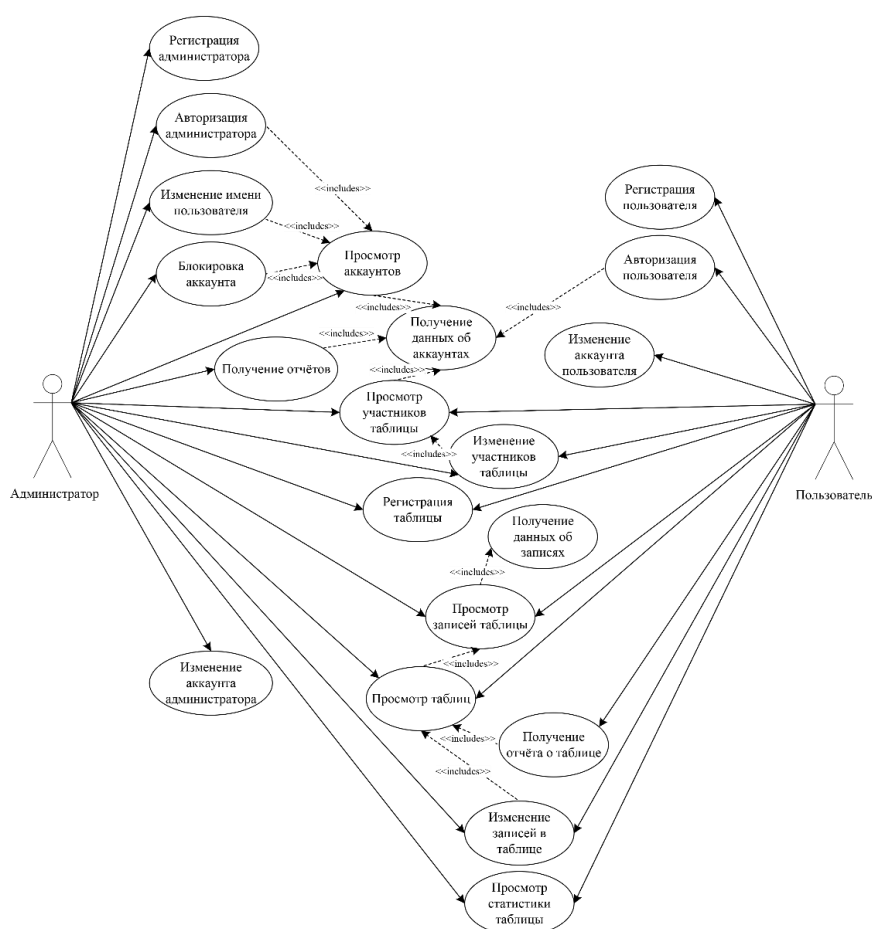 Регистрация
администратора
Авторизация
администратора
<<includes>>
Изменение имени
пользователя
<<includes>>
Регистрация
пользователя
Блокировка
аккаунта
<<includes>>
Просмотр
аккаунтов
Авторизация
пользователя
<<includes>>
<<includes>>
Получение
данных об
аккаунтах
<<includes>>
Изменение
аккаунта
пользователя
Получение отчётов
<<includes>>
Просмотр
участников
таблицы
Изменение
участников
таблицы
<<includes>>
Администратор
Пользователь
Регистрация
таблицы
Получение
данных об
записях
<<includes>>
Просмотр
записей таблицы
<<includes>>
Изменение
аккаунта
администратора
Просмотр таблиц
<<includes>>
Получение
отчёта о таблице
<<includes>>
Изменение
записей в
таблице
Просмотр
статистики
таблицы